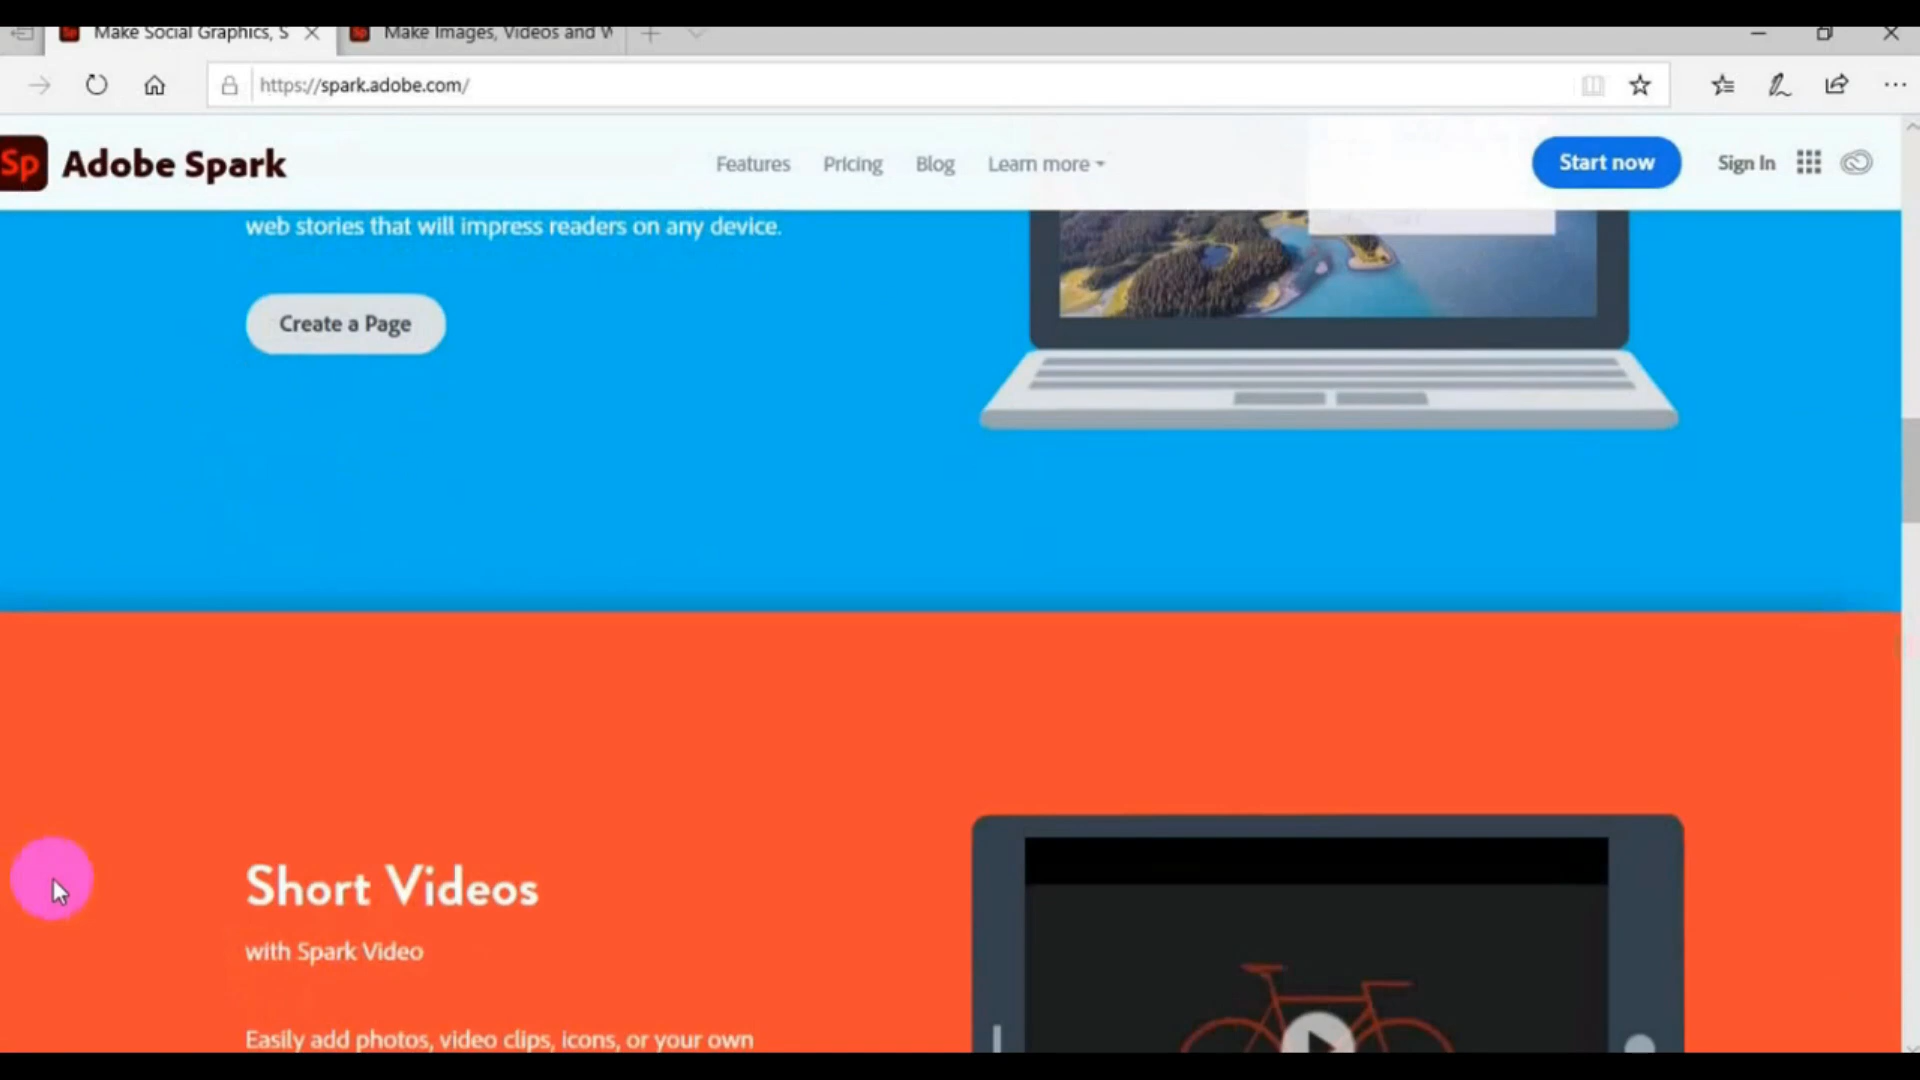 Make Social Graphics, S
Make Images, Videos and W
https://spark.adobe.com/
Sp Adobe Spark
Features Pricing Blog Learn more
Start now
Sign In
web stories that will impress readers on any device.
Create a Page
Short Videos
with Spark Video
Easily add photos, video clips, icons, or your own